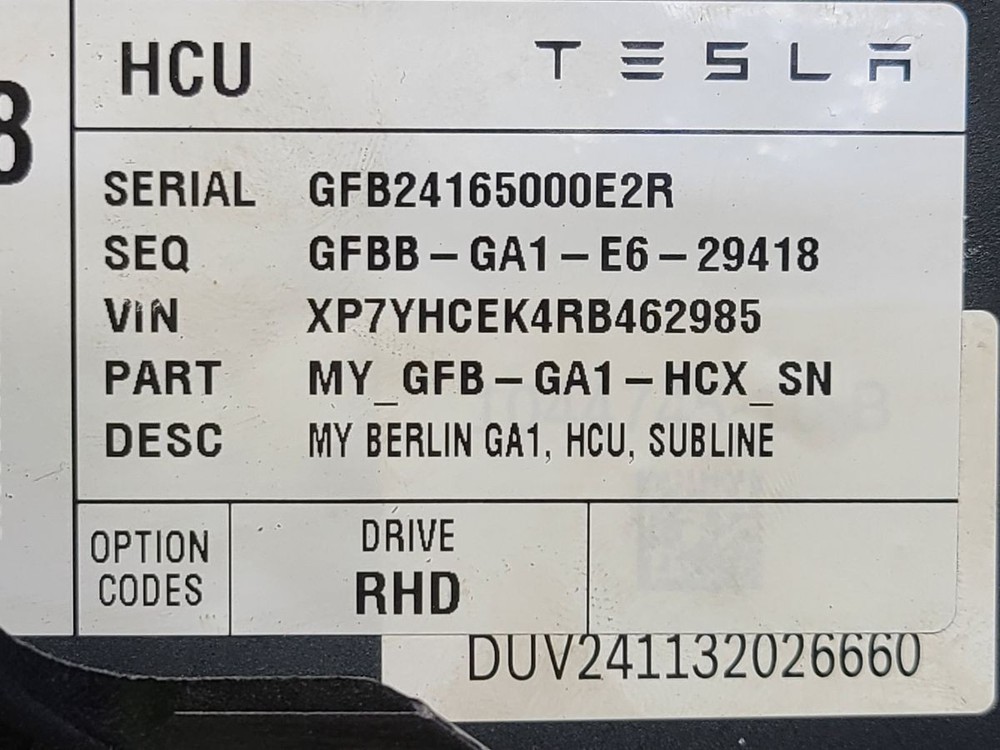 8
HCU
TESLA
SERIAL GFB24165000E2R
SEQ GFBB – GA1 – E6 – 29418
VIN XP7YHCEK4RB462985
PART MY_GFB – GA1 – HCX_SN
DESC MY BERLIN GA1, HCU, SUBLINE
OPTION CODES
DRIVE
RHD
DUV241132026660